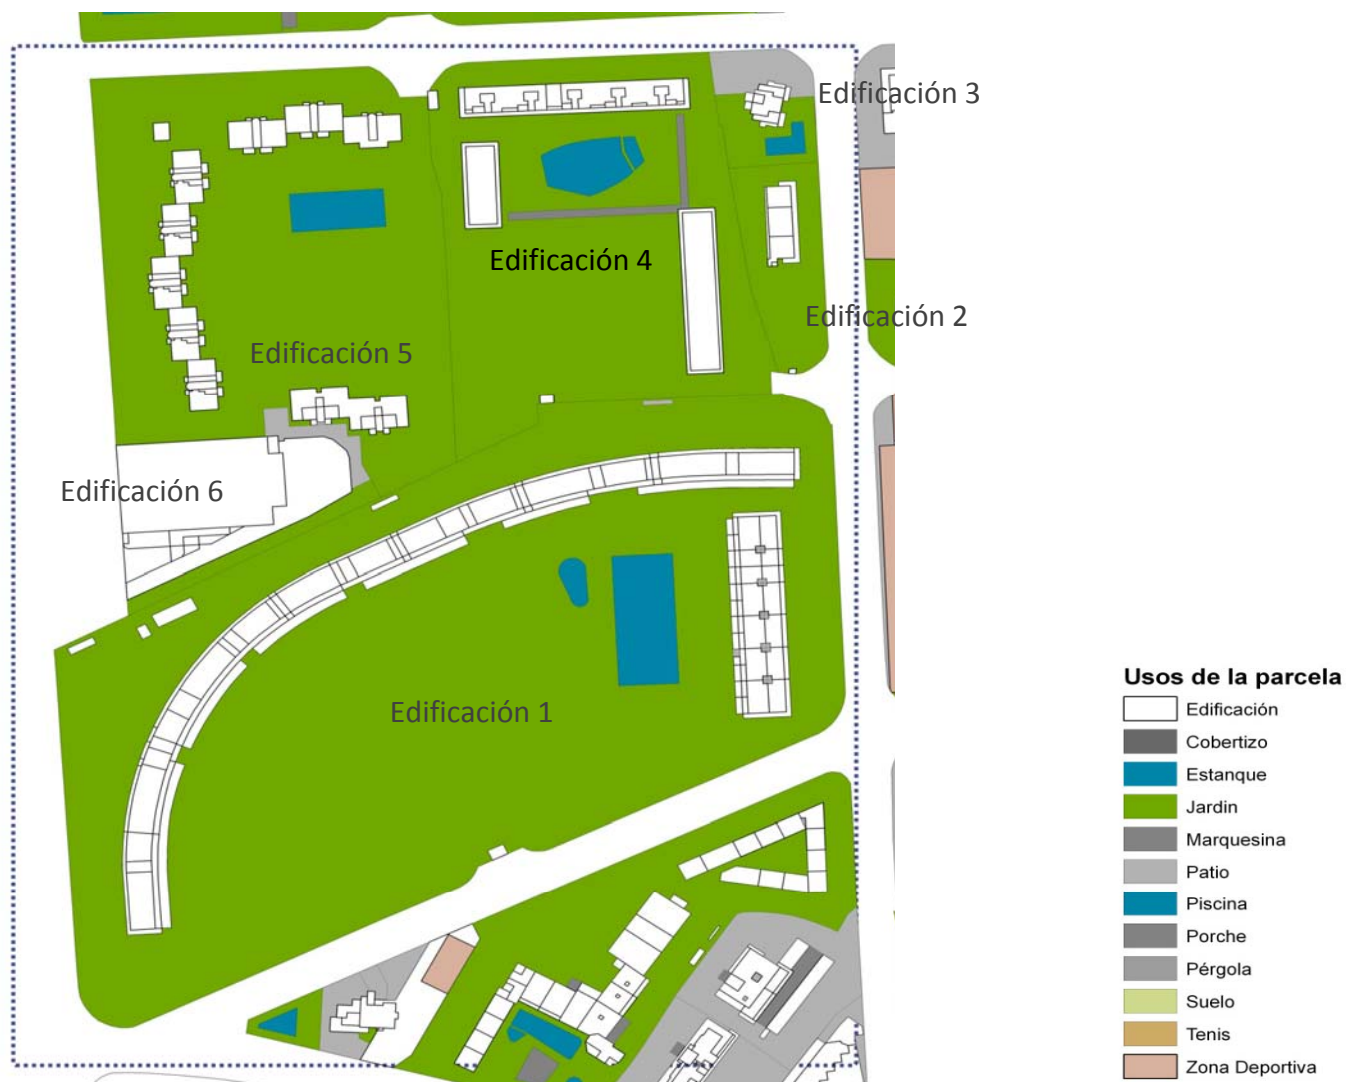 Edificación 3
Edificación 4
Edificación 2
Edificación 5
Edificación 6
Edificación 1
Usos de la parcela
Edificación
Cobertizo
Estanque
Jardin
Marquesina
Patio
Piscina
Porche
Pérgola
Suelo
Tenis
Zona Deportiva